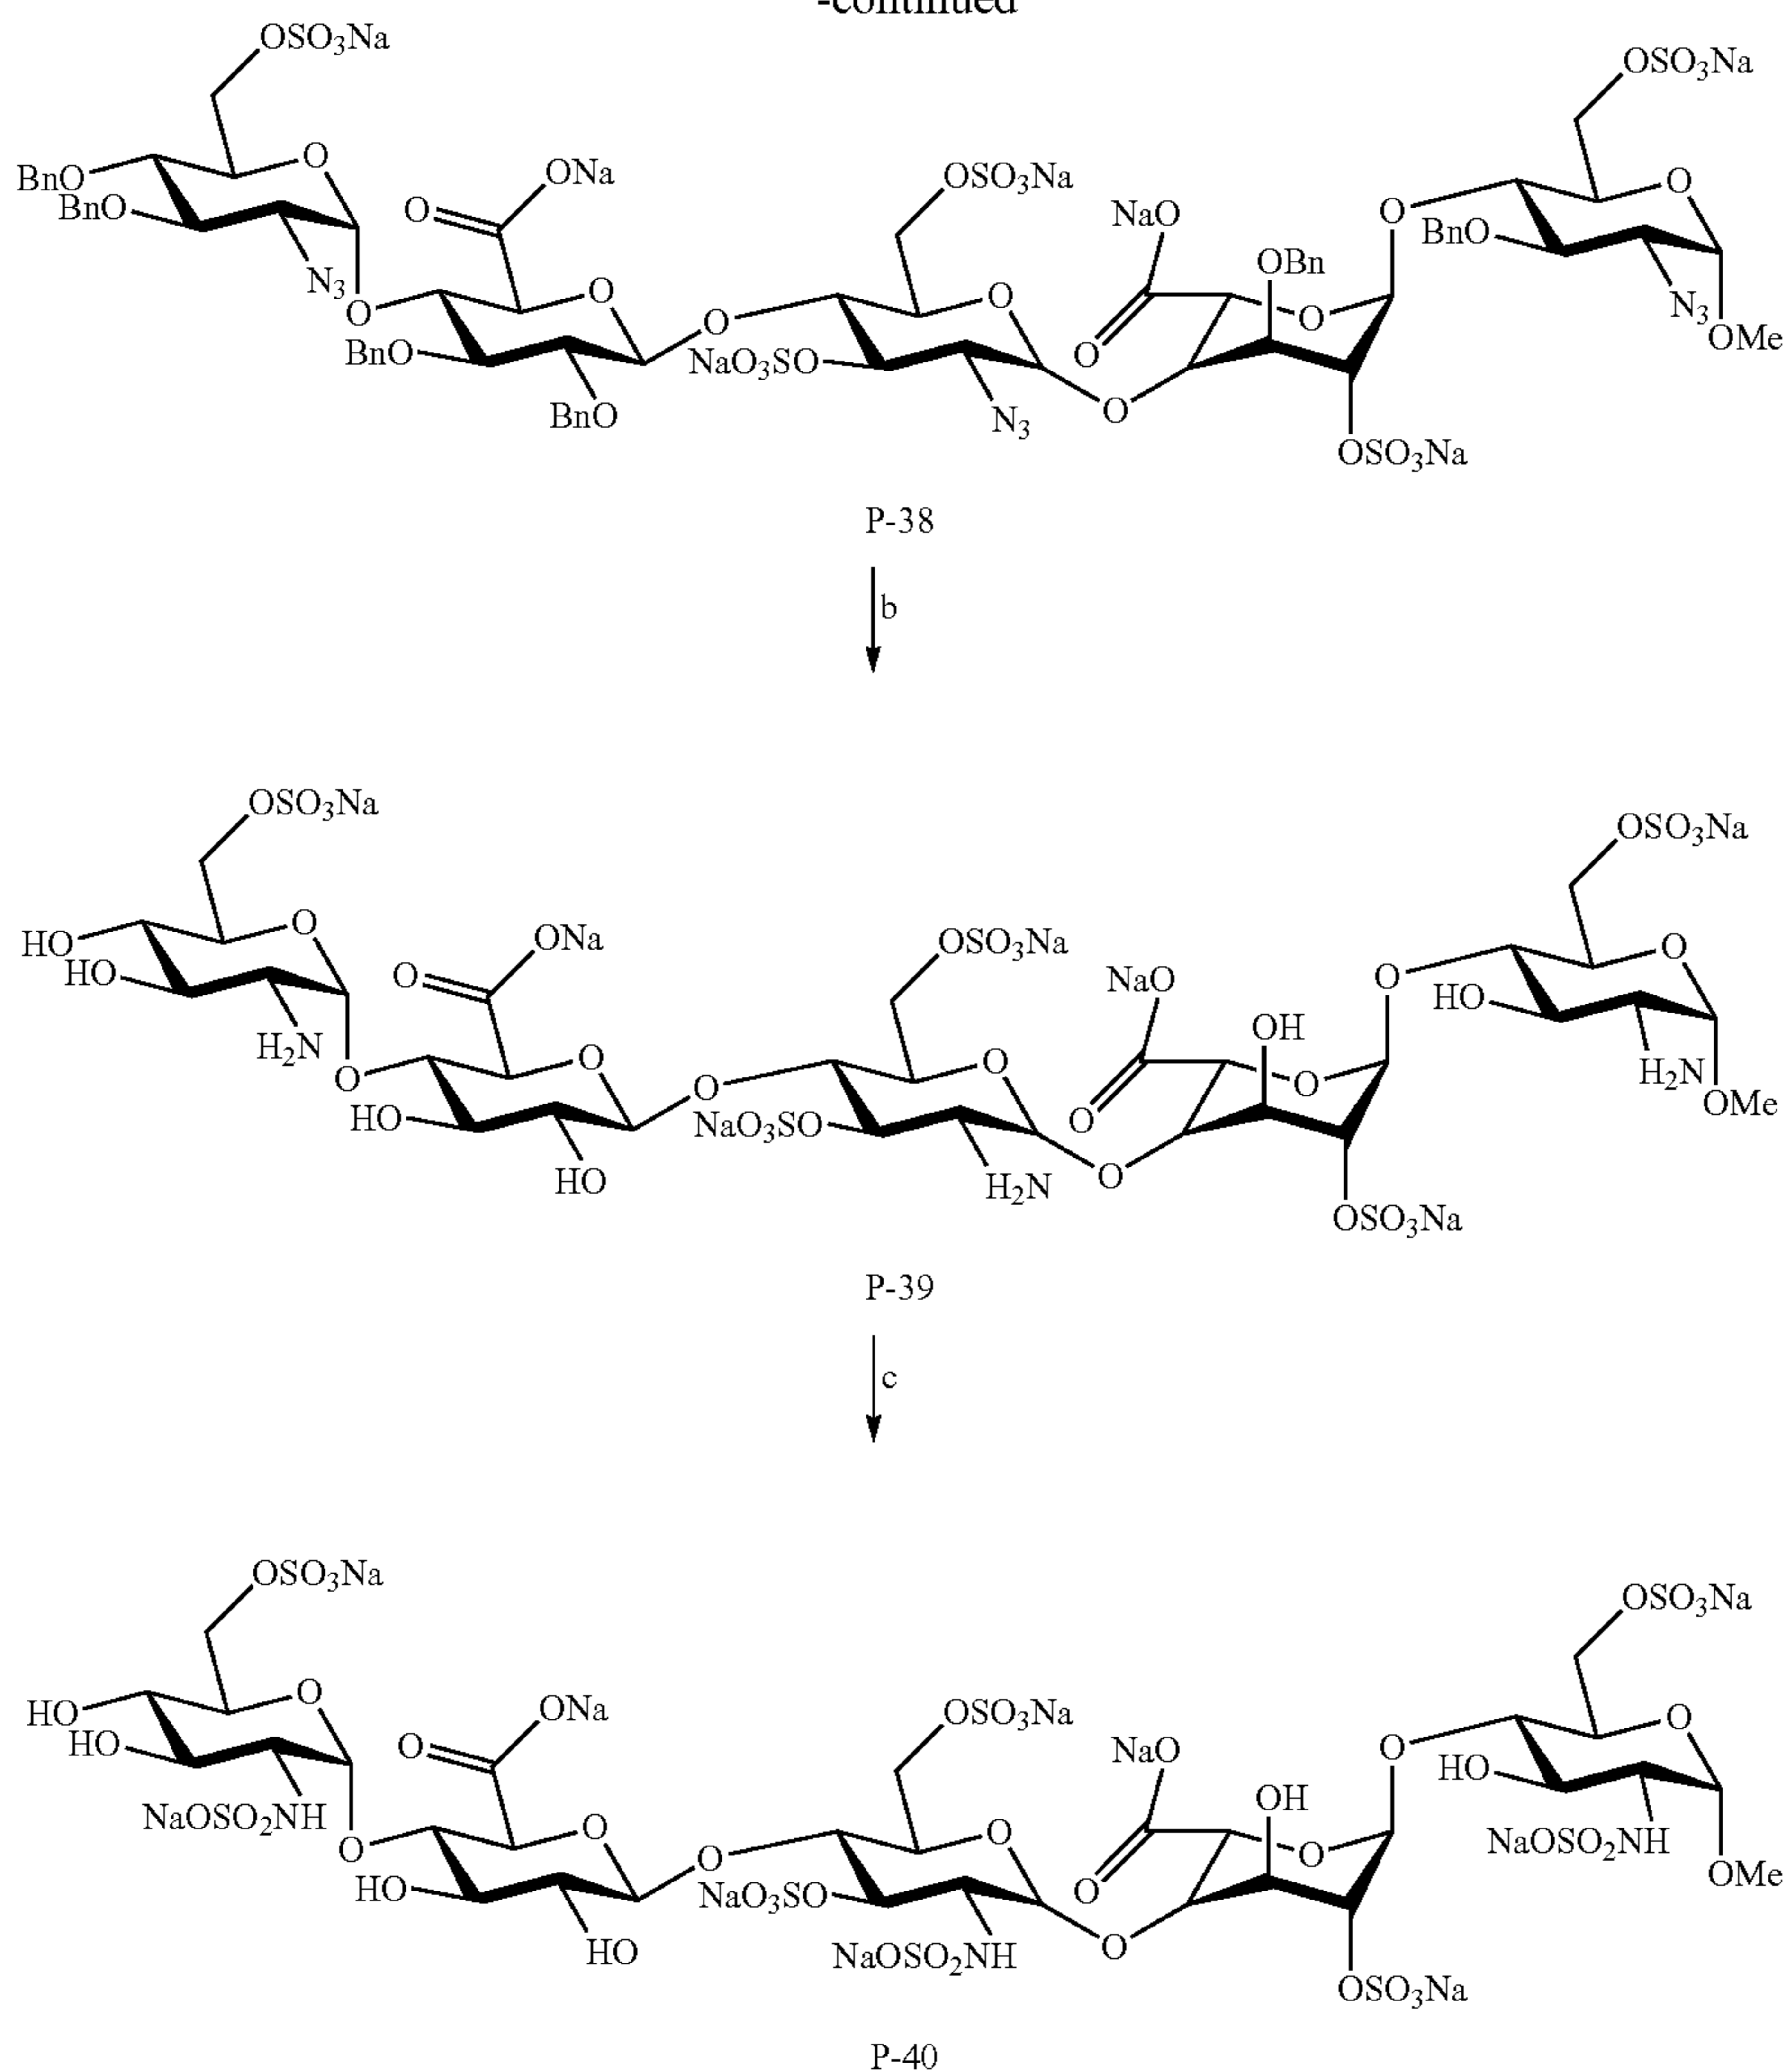 -continued
OSO3Na
OSO3Na
O
BnO
BnO
N3
O
O
ONa
O
BnO
BnO
O
OSO3Na
O
NaO3SO
N3
O
NaO
O
OBn
O
OSO3Na
O
O
BnO
N3
OMe
P-38
b
OSO3Na
OSO3Na
O
HO
HO
H2N
O
O
ONa
O
HO
HO
O
OSO3Na
O
NaO3SO
H2N
O
NaO
O
OH
O
OSO3Na
O
O
HO
H2N
OMe
P-39
c
OSO3Na
OSO3Na
O
HO
HO
NaOSO2NH
O
O
ONa
O
HO
HO
O
OSO3Na
O
NaO3SO
NaOSO2NH
O
NaO
O
OH
O
OSO3Na
O
O
HO
NaOSO2NH
OMe
P-40